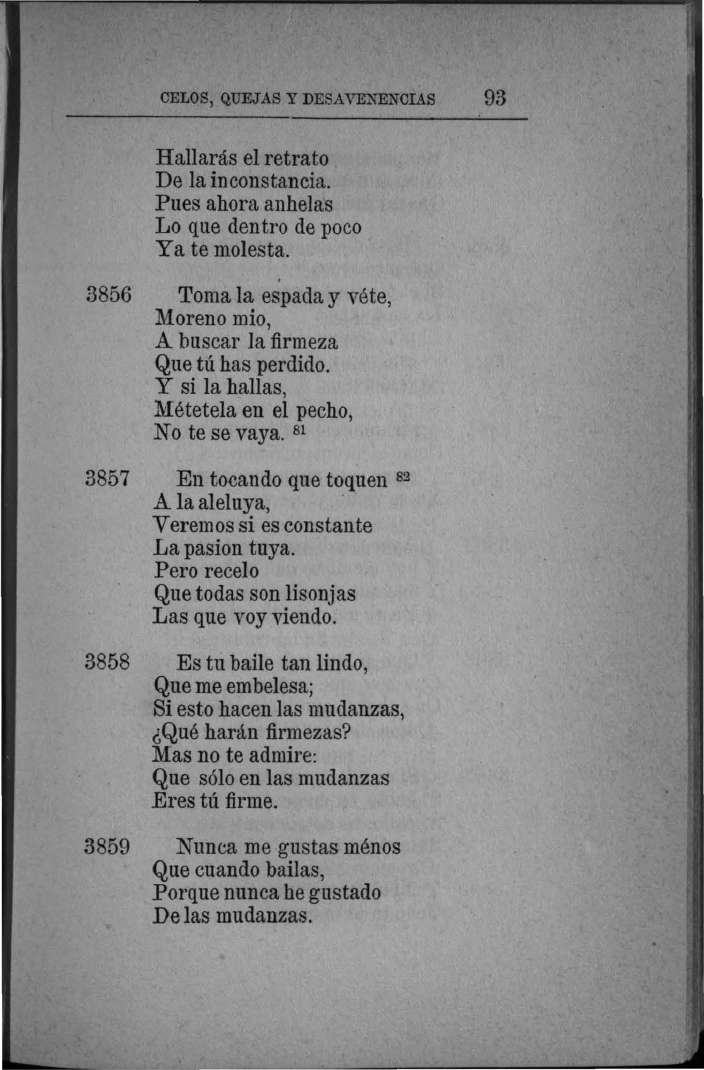 CELOS, QUEJAS Y DESAVENENCIAS 93
Hallarás el retrato
De la inconstancia.
Pues ahora anhelas
Lo que dentro de poco
Ya te molesta.
3856 Toma la espada y véte,
Moreno mio,
A buscar la firmeza
Que tú has perdido.
Y si la hallas,
Métetela en el pecho,
No te se vaya. 81
3857 En tocando que toquen 82
A la aleluya,
Veremos si es constante
La pasion tuya.
Pero recelo
Que todas son lisonjas
Las que voy viendo.
3858 Es tu baile tan lindo,
Que me embelesa;
Si esto hacen las mudanzas,
¿Qué harán firmezas?
Mas no te admire:
Que sólo en las mudanzas
Eres tú firme.
3859 Nunca me gustas ménos
Que cuando bailas,
Porque nunca he gustado
De las mudanzas.